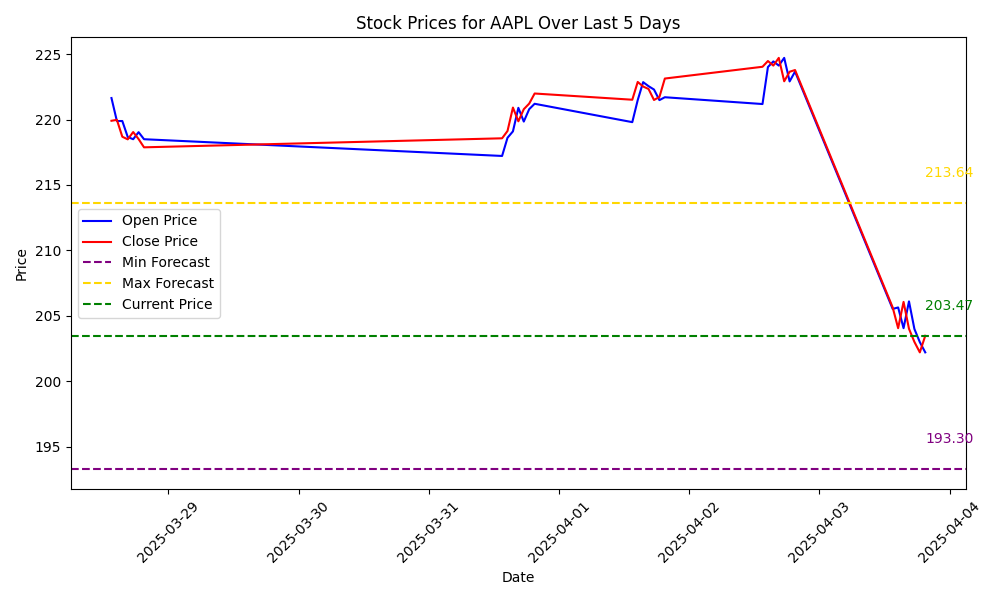 Stock Prices for AAPL Over Last 5 Days
225
220
215
210
205
200
195
Price
213.64
203.47
193.30
Open Price
Close Price
Min Forecast
Max Forecast
Current Price
2025-03-29
2025-03-30
2025-03-31
2025-04-01
2025-04-02
2025-04-03
2025-04-04
Date